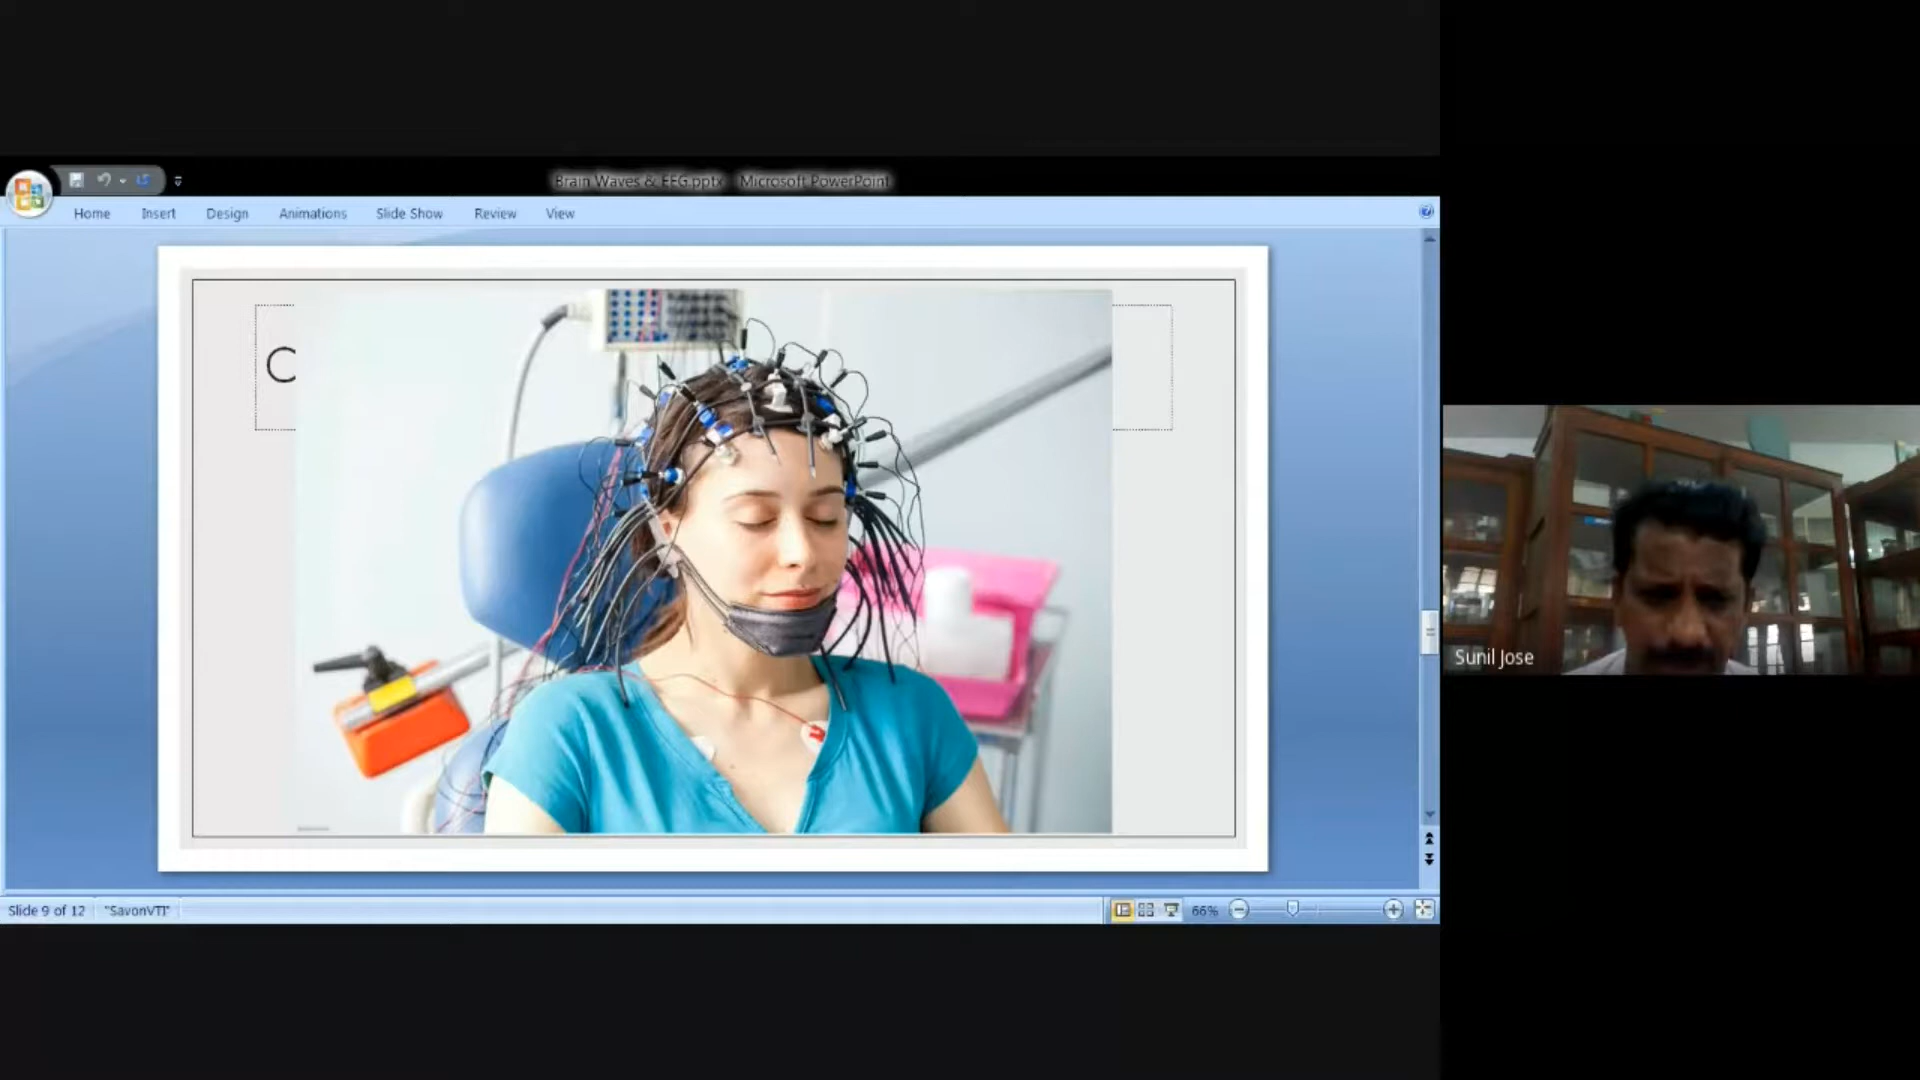 Brain Waves & EEG.pptx - Microsoft PowerPoint
Home Insert Design Animations Slide Show Review View
C
Sunil Jose
Slide 9 of 12 "SavonVTI" 66%